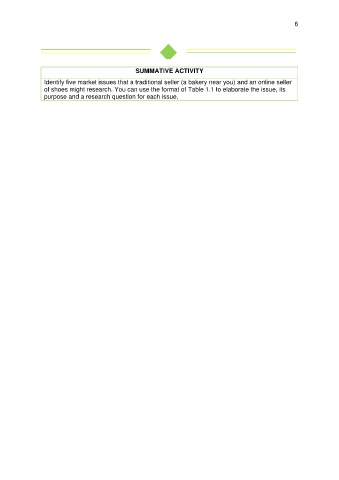 6
SUMMATIVE ACTIVITY
Identify five market issues that a traditional seller (a bakery near you) and an online seller
of shoes might research. You can use the format of Table 1.1 to elaborate the issue, its
purpose and a research question for each issue.